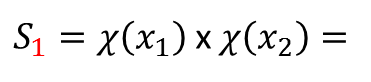 S₁ = χ(x₁) x χ(x₂) =